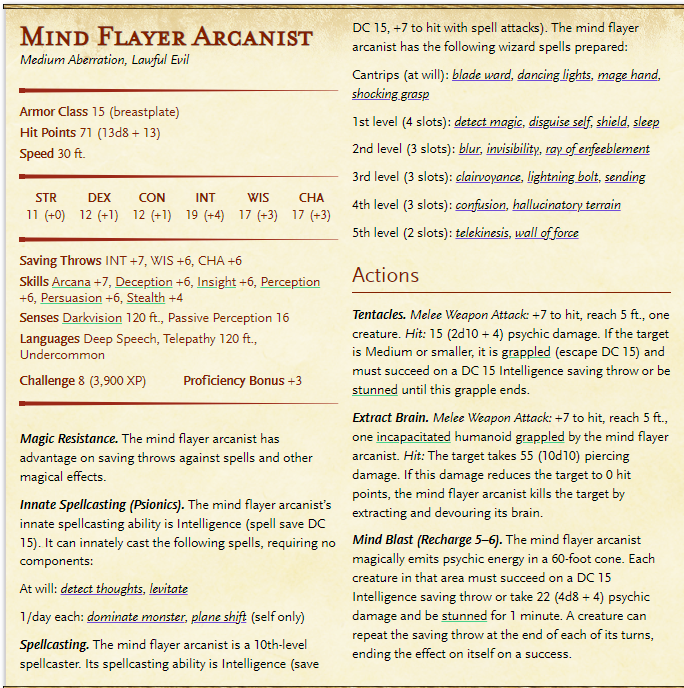 Mind Flayer Arcanist
Medium Aberration, Lawful Evil
Armor Class 15 (breastplate)
Hit Points 71 (13d8 + 13)
Speed 30 ft.
STR DEX CON INT WIS CHA
11 (+0) 12 (+1) 12 (+1) 19 (+4) 17 (+3) 17 (+3)
Saving Throws INT +7, WIS +6, CHA +6
Skills Arcana +7, Deception +6, Insight +6, Perception
+6, Persuasion +6, Stealth +4
Senses Darkvision 120 ft., Passive Perception 16
Languages Deep Speech, Telepathy 120 ft.,
Undercommon
Challenge 8 (3,900 XP) Proficiency Bonus +3
Magic Resistance. The mind flayer arcanist has
advantage on saving throws against spells and other
magical effects.
Innate Spellcasting (Psionics). The mind flayer arcanist's
innate spellcasting ability is Intelligence (spell save DC
15). It can innately cast the following spells, requiring no
components:
At will: detect thoughts, levitate
1/day each: dominate monster, plane shift (self only)
Spellcasting. The mind flayer arcanist is a 10th-level
spellcaster. Its spellcasting ability is Intelligence (save
DC 15, +7 to hit with spell attacks). The mind flayer
arcanist has the following wizard spells prepared:
Cantrips (at will): blade ward, dancing lights, mage hand,
shocking grasp
1st level (4 slots): detect magic, disguise self, shield, sleep
2nd level (3 slots): blur, invisibility, ray of enfeeblement
3rd level (3 slots): clairvoyance, lightning bolt, sending
4th level (3 slots): confusion, hallucinatory terrain
5th level (2 slots): telekinesis, wall of force
Actions
Tentacles. Melee Weapon Attack: +7 to hit, reach 5 ft., one
creature. Hit: 15 (2d10 + 4) psychic damage. If the target
is Medium or smaller, it is grappled (escape DC 15) and
must succeed on a DC 15 Intelligence saving throw or be
stunned until this grapple ends.
Extract Brain. Melee Weapon Attack: +7 to hit, reach 5 ft.,
one incapacitated humanoid grappled by the mind flayer
arcanist. Hit: The target takes 55 (10d10) piercing
damage. If this damage reduces the target to 0 hit
points, the mind flayer arcanist kills the target by
extracting and devouring its brain.
Mind Blast (Recharge 5–6). The mind flayer arcanist
magically emits psychic energy in a 60-foot cone. Each
creature in that area must succeed on a DC 15
Intelligence saving throw or take 22 (4d8 + 4) psychic
damage and be stunned for 1 minute. A creature can
repeat the saving throw at the end of each of its turns,
ending the effect on itself on a success.